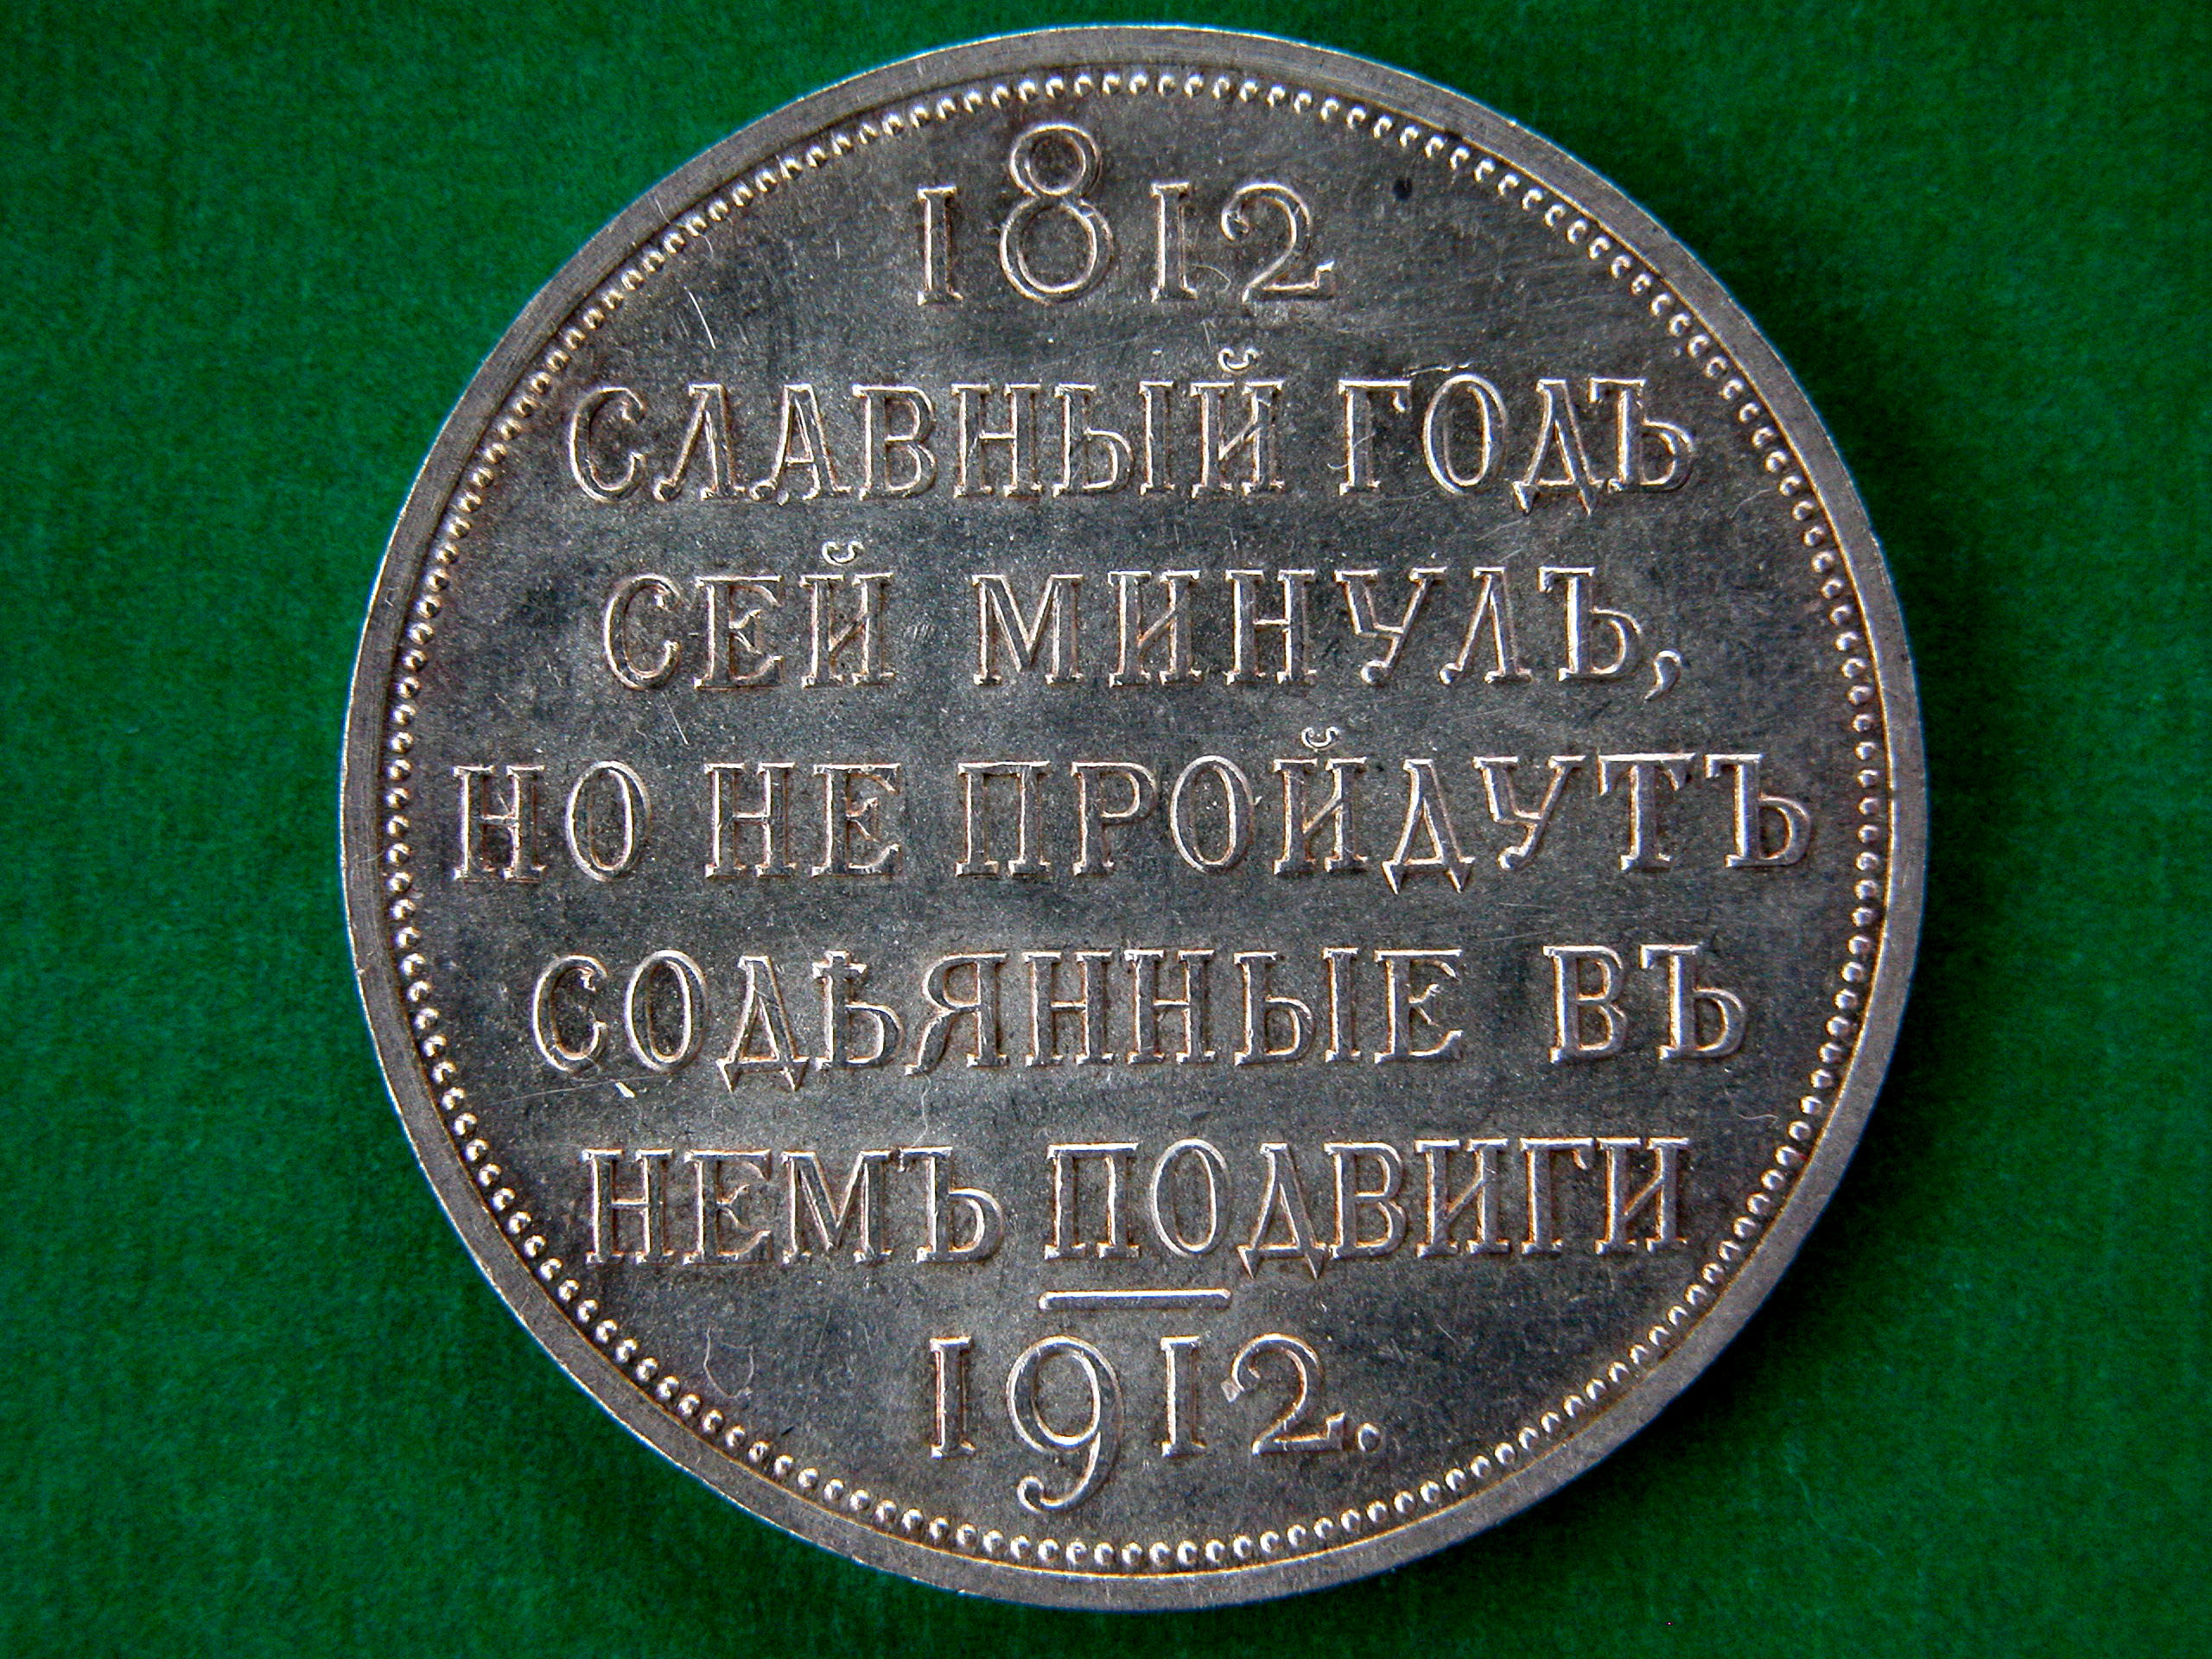 1812
СЛАВНЫЙ ГОДЪ
СЕЙ МИНУЛЪ,
НО НЕ ПРОЙДУТЪ
СОДѢЯННЫЕ ВЪ
НЕМЪ ПОДВИГИ
1912.